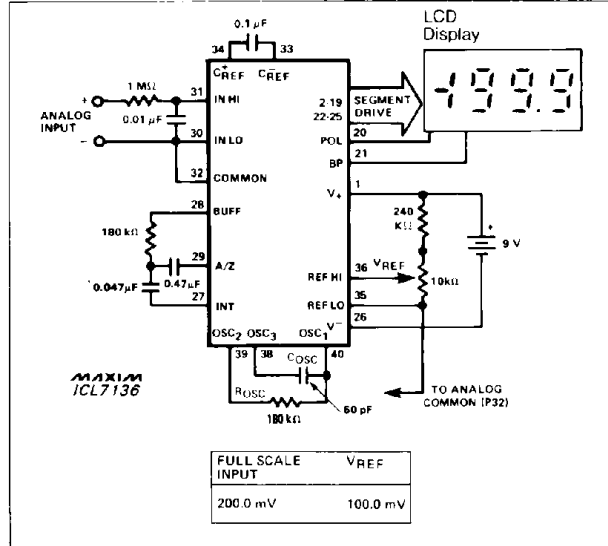 LCD
Display
0.1 μF
34
33
C+REF
C-REF
1 MΩ
31
IN HI
ANALOG
INPUT
+
-
0.01 μF
30
IN LO
32
COMMON
28
BUFF
180 kΩ
29
A/Z
0.047μF
0.47μF
27
INT
2-19
22-25
SEGMENT
DRIVE
-199.9
20
POL
21
BP
1
V+
240
KΩ
+
9 V
36
VREF
REF HI
10kΩ
35
REF LO
26
V-
OSC2
OSC3
OSC1
39
38
40
COSC
ROSC
60 pF
180 kΩ
TO ANALOG
COMMON (P32)
MAXIM
ICL7136
FULL SCALE INPUT
VREF
200.0 mV
100.0 mV